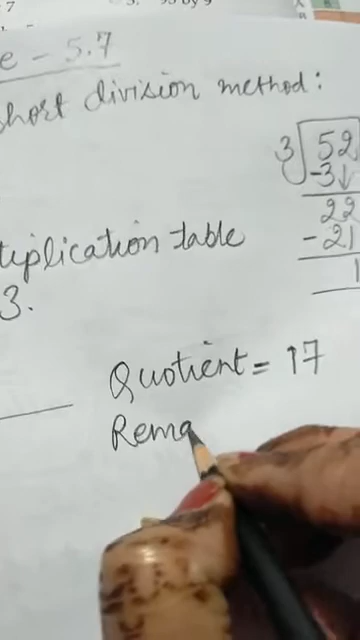 e - 5.7
short division method:
3 52
-3↓
22
-21
1
tiplication table
3.
Quotient = 17
Rema